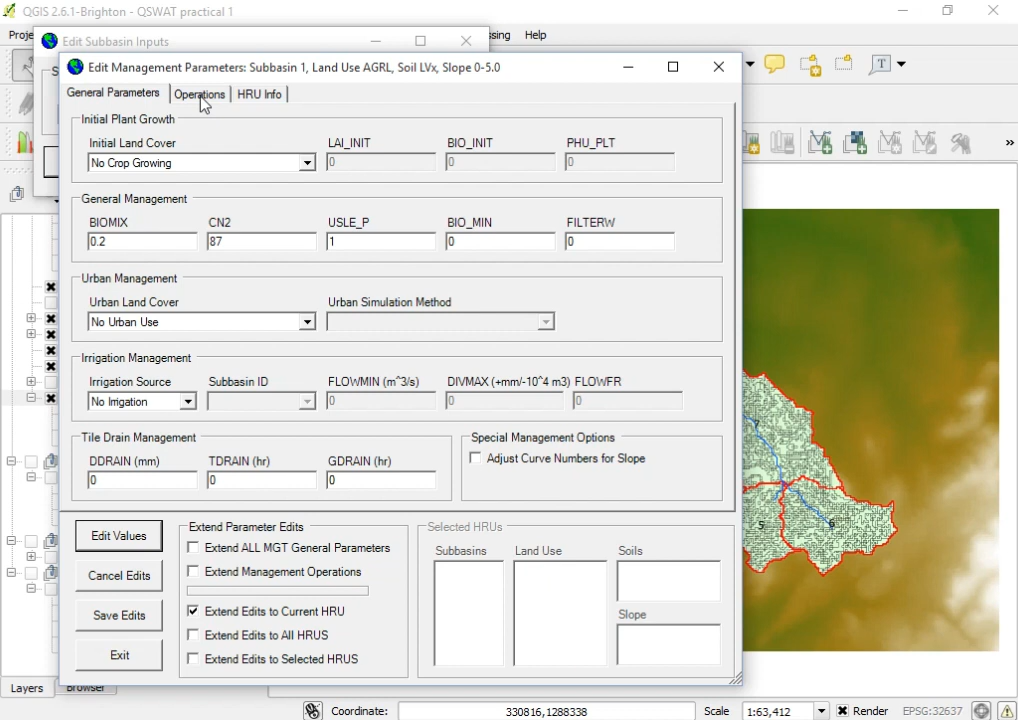 QGIS 2.6.1-Brighton - QSWAT practical 1
ssing Help
Edit Subbasin Inputs
Edit Management Parameters: Subbasin 1, Land Use AGRL, Soil LVx, Slope 0-5.0
General Parameters Operations HRU Info
Initial Plant Growth
Initial Land Cover LAI_INIT BIO_INIT PHU_PLT
No Crop Growing 0 0 0
General Management
BIOMIX CN2 USLE_P BIO_MIN FILTERW
0.2 87 1 0 0
Urban Management
Urban Land Cover Urban Simulation Method
No Urban Use
Irrigation Management
Irrigation Source Subbasin ID FLOWMIN (m^3/s) DIVMAX (+mm/-10^4 m3) FLOWFR
No Irrigation 0 0 0
Tile Drain Management Special Management Options
DDRAIN (mm) TDRAIN (hr) GDRAIN (hr) Adjust Curve Numbers for Slope
0 0 0
Edit Values
Cancel Edits
Save Edits
Exit
Extend Parameter Edits
Extend ALL MGT General Parameters
Extend Management Operations
Extend Edits to Current HRU
Extend Edits to All HRUS
Extend Edits to Selected HRUS
Selected HRUs
Subbasins Land Use Soils
Slope
7
5 6
Layers Browser
Coordinate: 330816,1288338 Scale 1:63,412 Render EPSG:32637